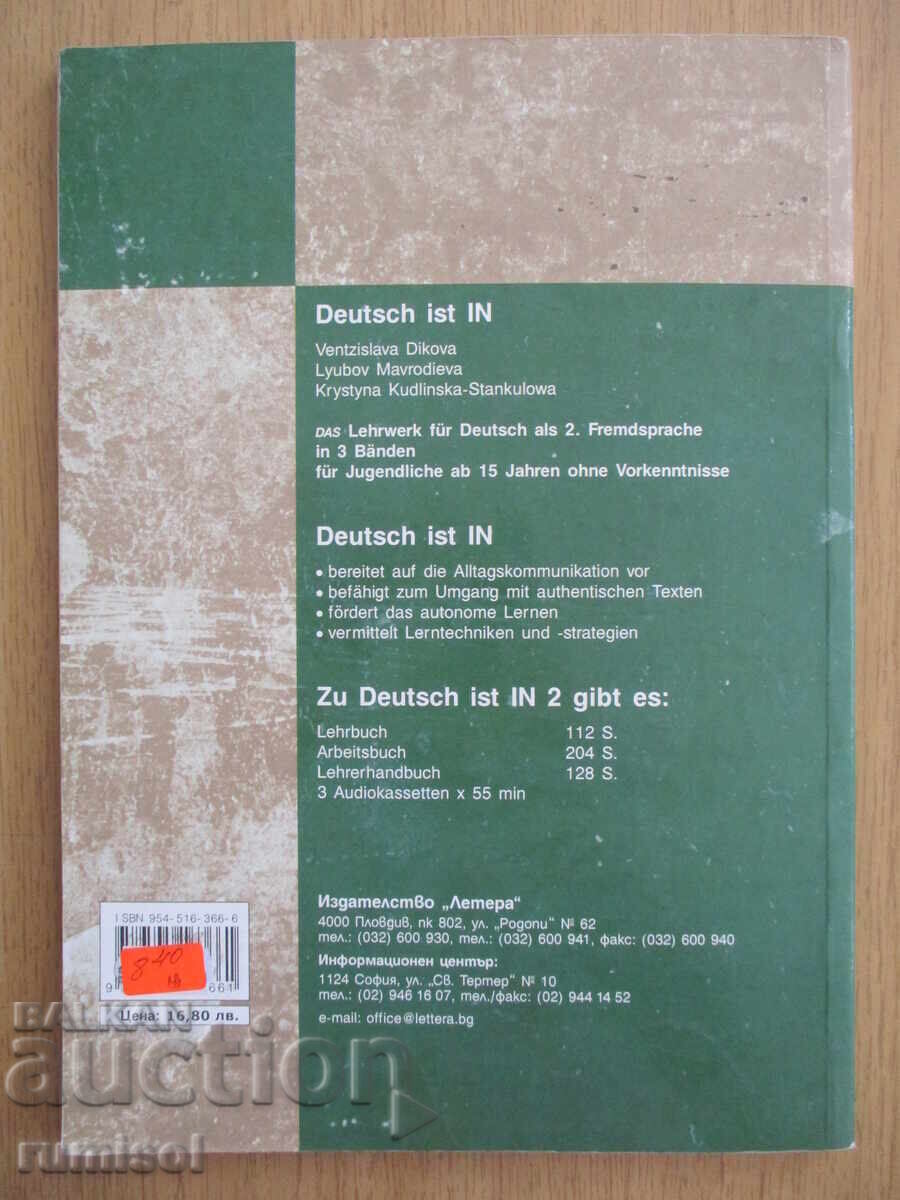 Deutsch ist IN
Ventzislava Dikova
Lyubov Mavrodieva
Krystyna Kudlinska-Stankulowa
DAS Lehrwerk für Deutsch als 2. Fremdsprache
in 3 Bänden
für Jugendliche ab 15 Jahren ohne Vorkenntnisse
Deutsch ist IN
• bereitet auf die Alltagskommunikation vor
• befähigt zum Umgang mit authentischen Texten
• fördert das autonome Lernen
• vermittelt Lerntechniken und -strategien
Zu Deutsch ist IN 2 gibt es:
Lehrbuch 112 S.
Arbeitsbuch 204 S.
Lehrerhandbuch 128 S.
3 Audiokassetten x 55 min
Издателство „Летера“
4000 Пловдив, пк 802, ул. „Родопи“ № 62
тел.: (032) 600 930, тел.: (032) 600 941, факс: (032) 600 940
Информационен център:
1124 София, ул. „Св. Тертер“ № 10
тел.: (02) 946 16 07, тел./факс: (02) 944 14 52
e-mail: office@lettera.bg
ISBN 954-516-366-6
8 40
9 661
Цена: 16,80 лв.
BALKAN
auction
rumisol